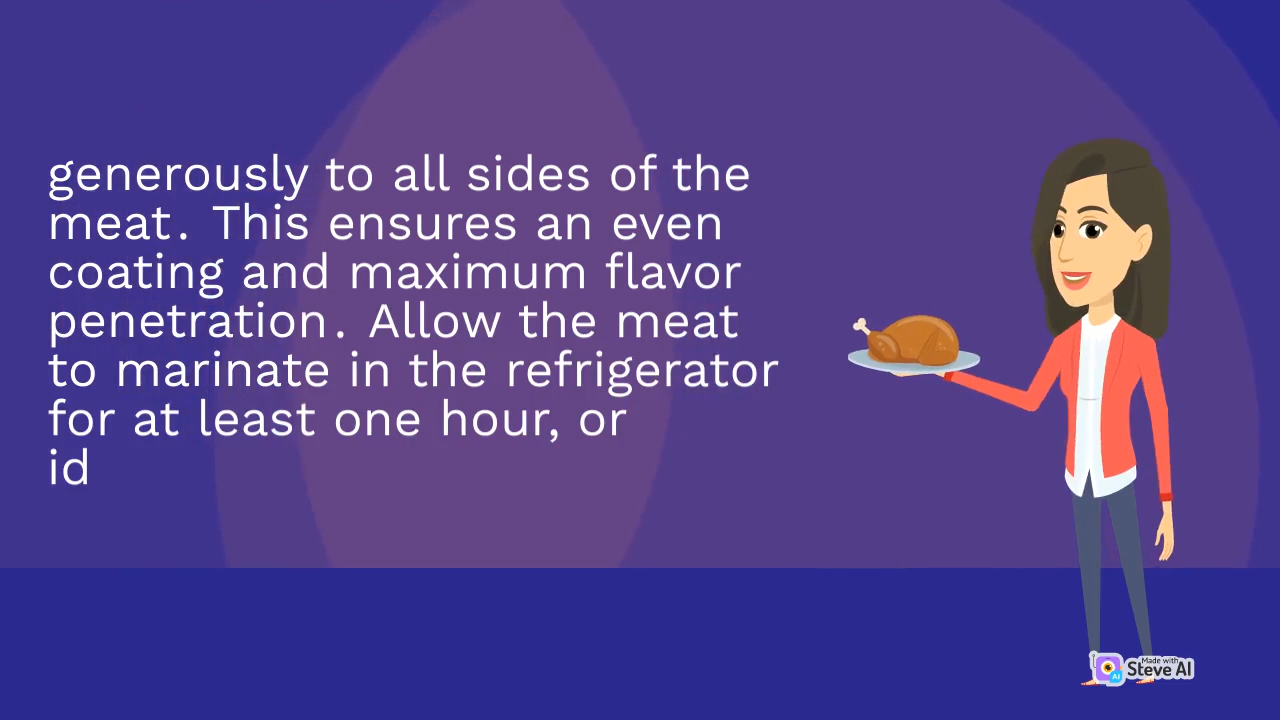 generously to all sides of the
meat. This ensures an even
coating and maximum flavor
penetration. Allow the meat
to marinate in the refrigerator
for at least one hour, or
id
Made with
Steve AI
AI